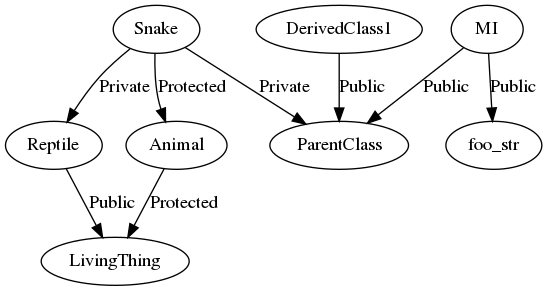 Snake
DerivedClass1
MI
Private
Protected
Private
Public
Public
Public
Reptile
Animal
ParentClass
foo_str
Public
Protected
LivingThing